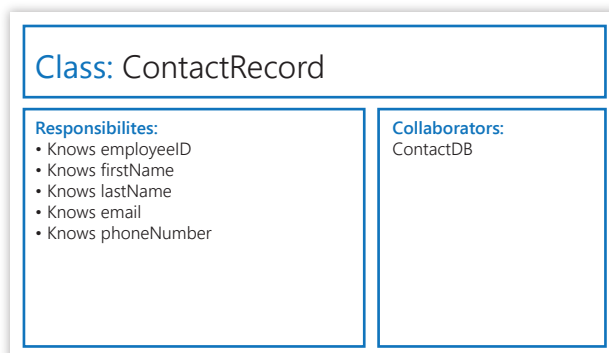 Class: ContactRecord
Responsibilites:
• Knows employeeID
• Knows firstName
• Knows lastName
• Knows email
• Knows phoneNumber
Collaborators:
ContactDB